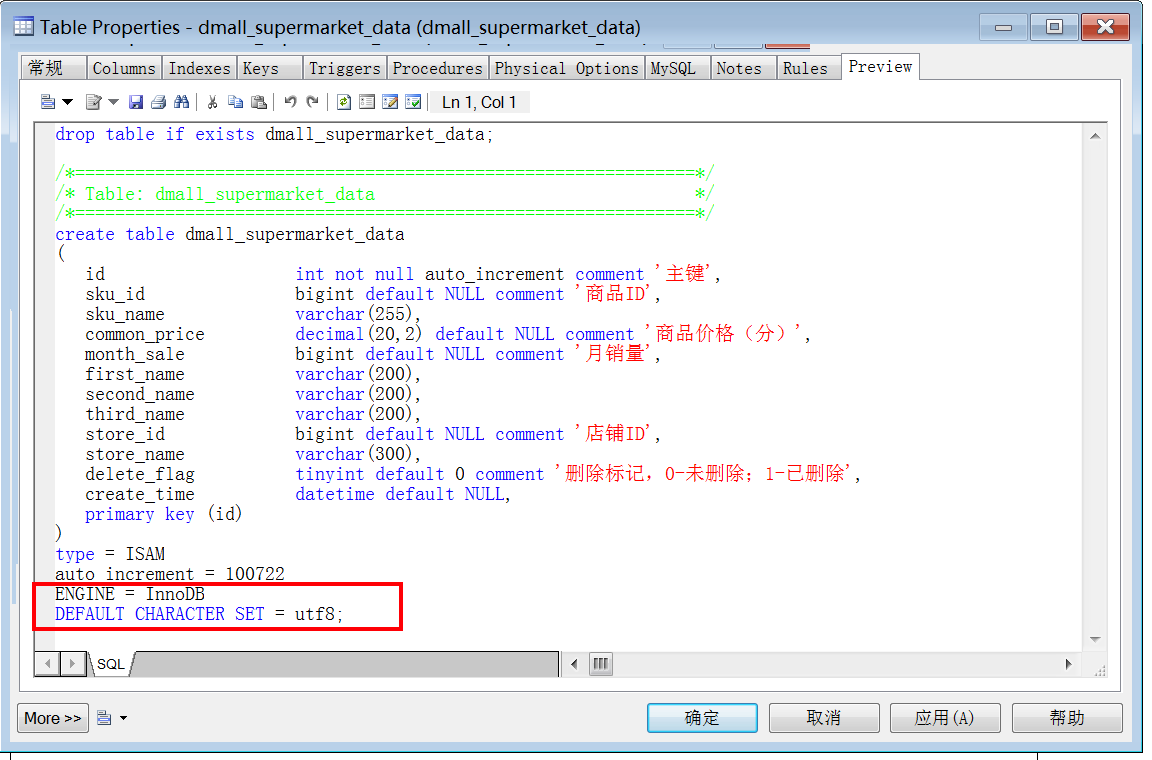 Table Properties - dmall_supermarket_data (dmall_supermarket_data)
常规 Columns Indexes Keys Triggers Procedures Physical Options MySQL Notes Rules Preview
Ln 1, Col 1
drop table if exists dmall_supermarket_data;
/*==============================================================*/
/* Table: dmall_supermarket_data                                */
/*==============================================================*/
create table dmall_supermarket_data
(
   id                   int not null auto_increment comment '主键',
   sku_id               bigint default NULL comment '商品ID',
   sku_name             varchar(255),
   common_price         decimal(20,2) default NULL comment '商品价格（分）',
   month_sale           bigint default NULL comment '月销量',
   first_name           varchar(200),
   second_name          varchar(200),
   third_name           varchar(200),
   store_id             bigint default NULL comment '店铺ID',
   store_name           varchar(300),
   delete_flag          tinyint default 0 comment '删除标记，0-未删除；1-已删除',
   create_time          datetime default NULL,
   primary key (id)
)
type = ISAM
auto_increment = 100722
ENGINE = InnoDB
DEFAULT CHARACTER SET = utf8;
SQL
More >> 确定 取消 应用(A) 帮助